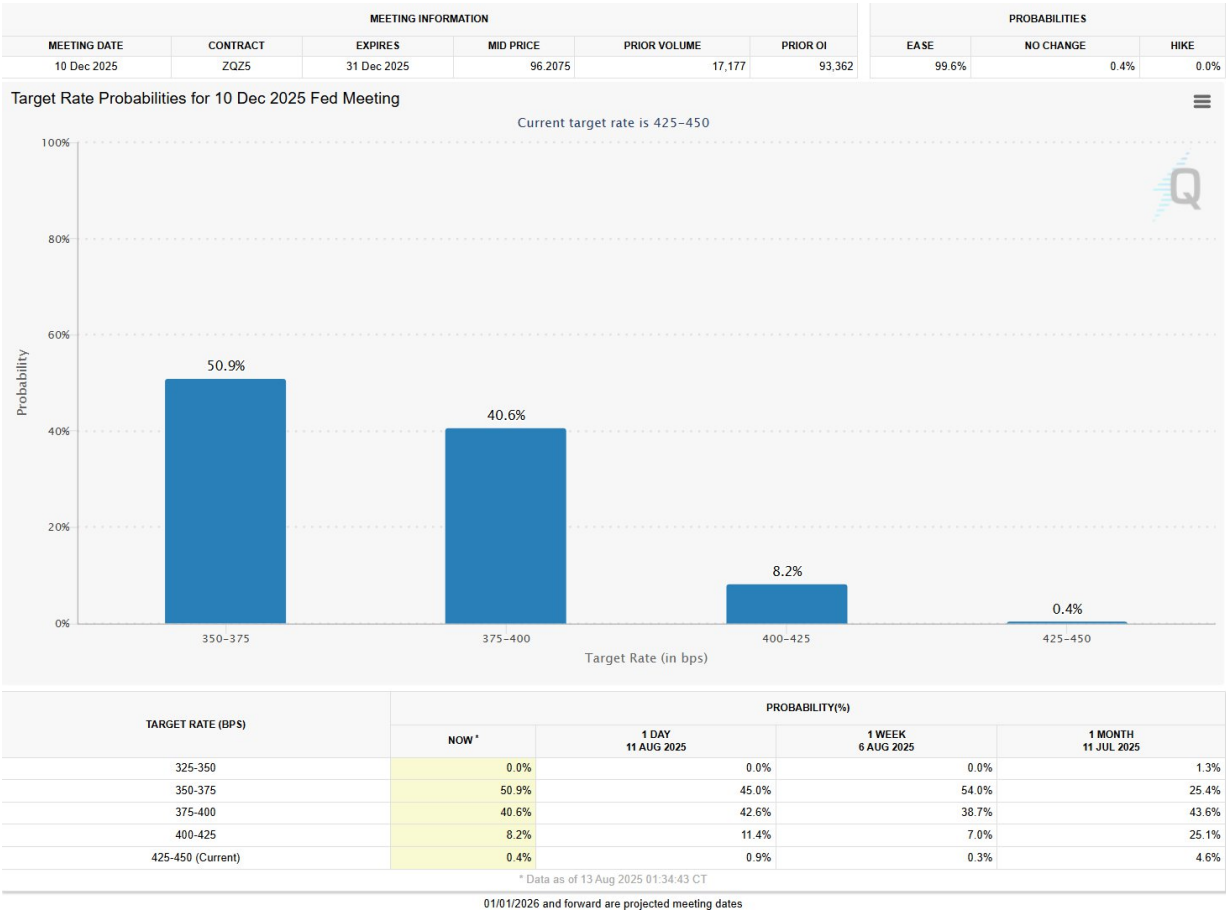 MEETING INFORMATION
MEETING DATE CONTRACT EXPIRES MID PRICE PRIOR VOLUME PRIOR OI
10 Dec 2025 ZQZ5 31 Dec 2025 96.2075 17,177 93,362
PROBABILITIES
EASE NO CHANGE HIKE
99.6% 0.4% 0.0%
Target Rate Probabilities for 10 Dec 2025 Fed Meeting
Current target rate is 425–450
Q
100%
80%
60%
40%
20%
0%
Probability
50.9%
40.6%
8.2%
0.4%
350–375 375–400 400–425 425–450
Target Rate (in bps)
TARGET RATE (BPS) PROBABILITY(%)
NOW * 1 DAY 1 WEEK 1 MONTH
11 AUG 2025 6 AUG 2025 11 JUL 2025
325-350 0.0% 0.0% 0.0% 1.3%
350-375 50.9% 45.0% 54.0% 25.4%
375-400 40.6% 42.6% 38.7% 43.6%
400-425 8.2% 11.4% 7.0% 25.1%
425-450 (Current) 0.4% 0.9% 0.3% 4.6%
* Data as of 13 Aug 2025 01:34:43 CT
01/01/2026 and forward are projected meeting dates